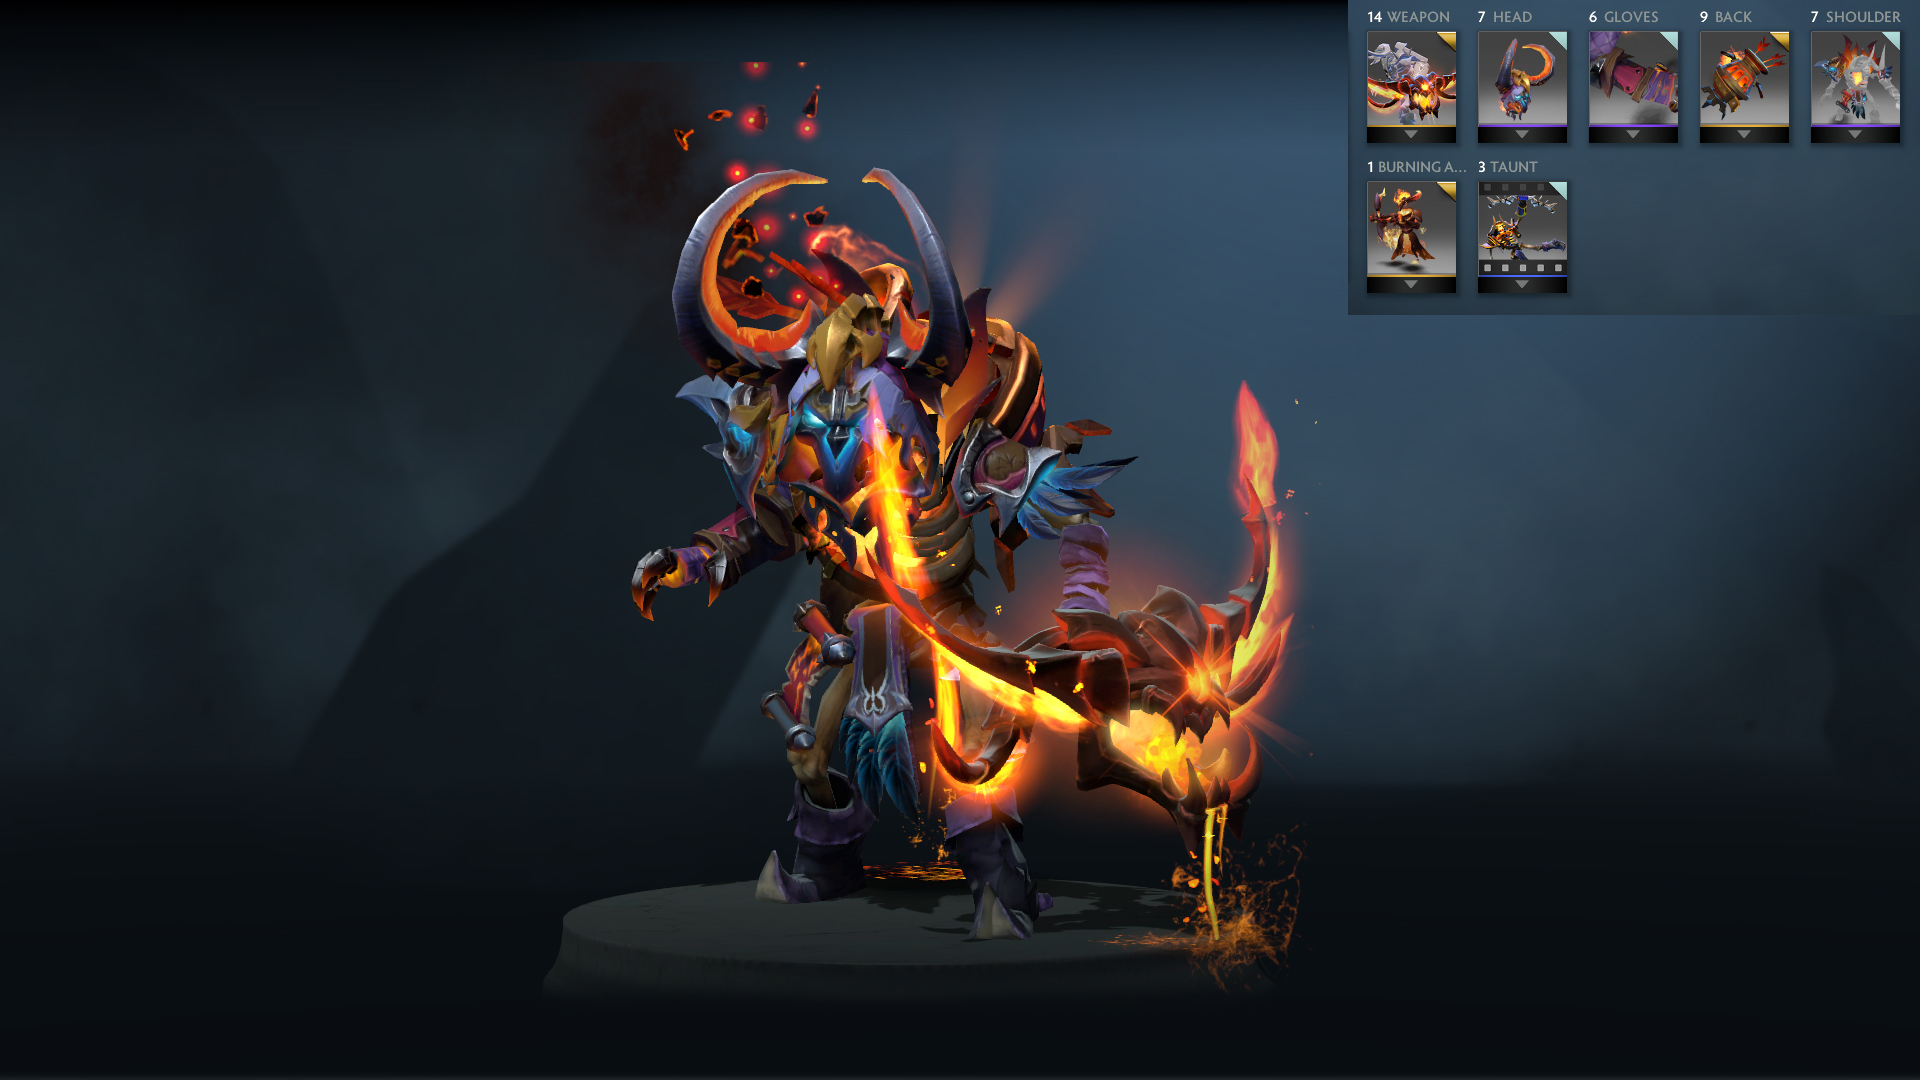 14 WEAPON
7 HEAD
6 GLOVES
9 BACK
7 SHOULDER
1 BURNING A...
3 TAUNT